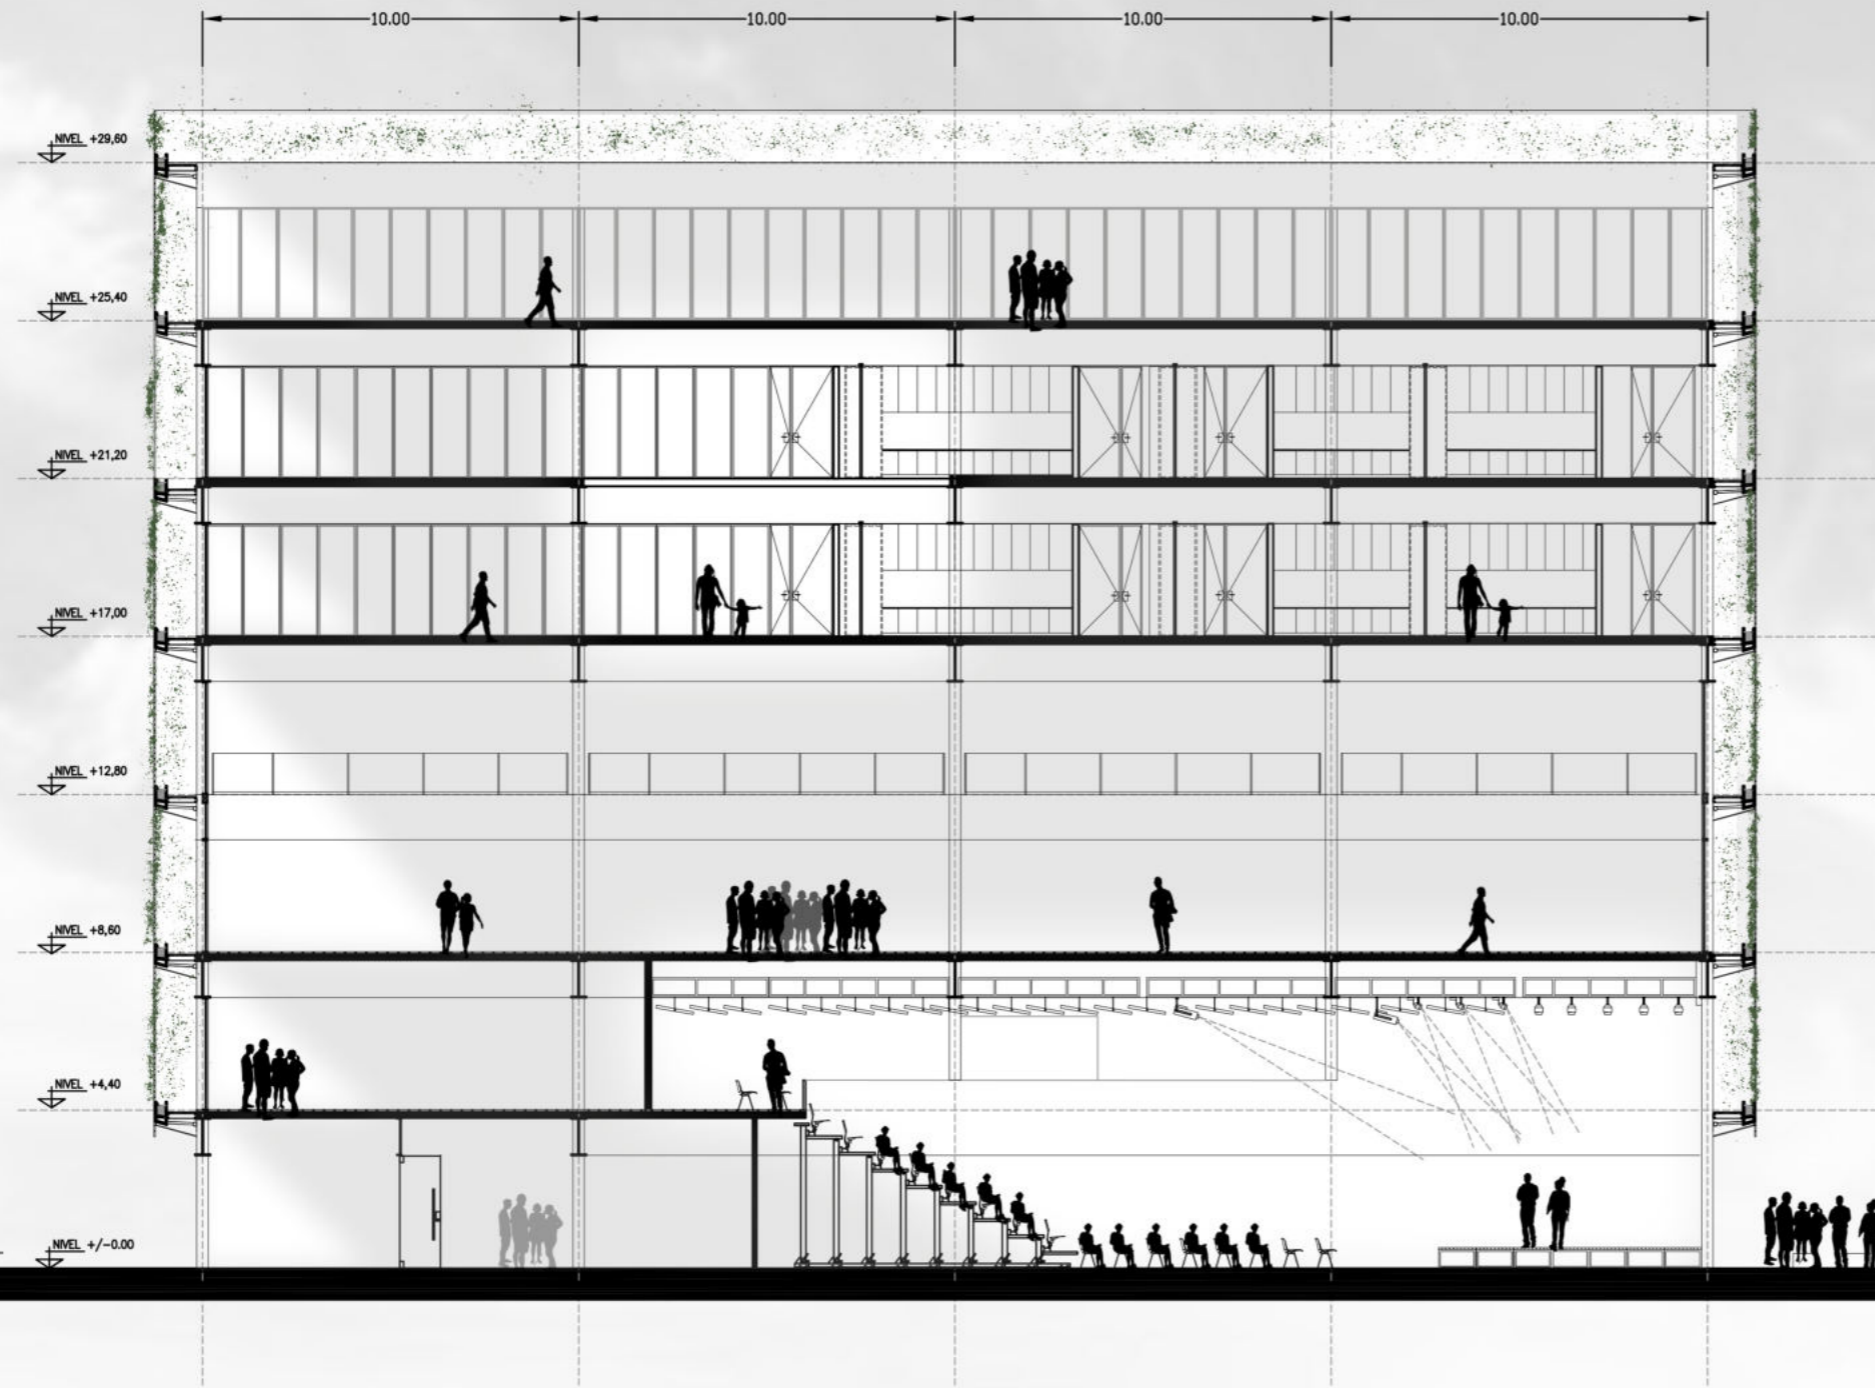 10.00 10.00 10.00 10.00
NIVEL +29,60
NIVEL +25,40
NIVEL +21,20
NIVEL +17,00
NIVEL +12,80
NIVEL +8,60
NIVEL +4,40
NIVEL +/-0.00